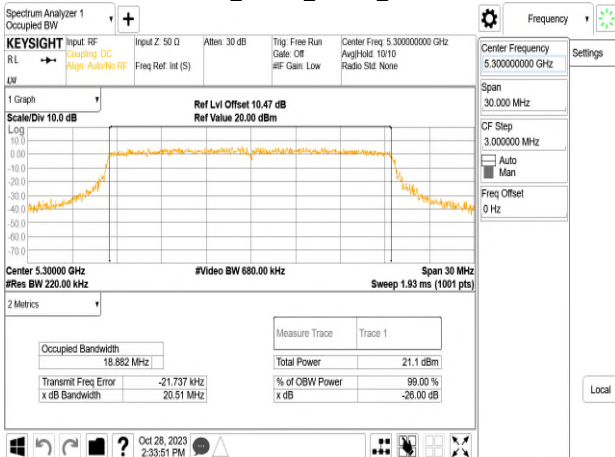 Spectrum Analyzer 1
Occupied BW
+
Frequency
KEYSIGHT
RL
Input: RF
Coupling: DC
Align: Auto/No RF
Input Z: 50 Ω
Freq Ref: Int (S)
Atten: 30 dB
Trig: Free Run
Gate: Off
#IF Gain: Low
Center Freq: 5.300000000 GHz
Avg|Hold: 10/10
Radio Std: None
LXI
Center Frequency
5.300000000 GHz
Settings
Span
30.000 MHz
CF Step
3.000000 MHz
Auto
Man
Freq Offset
0 Hz
Local
1 Graph
Scale/Div 10.0 dB
Ref Lvl Offset 10.47 dB
Ref Value 20.00 dBm
Log
10.0
0.00
-10.0
-20.0
-30.0
-40.0
-50.0
-60.0
-70.0
Center 5.30000 GHz
#Res BW 220.00 kHz
#Video BW 680.00 kHz
Span 30 MHz
Sweep 1.93 ms (1001 pts)
2 Metrics
Measure Trace Trace 1
Occupied Bandwidth
18.882 MHz
Total Power 21.1 dBm
Transmit Freq Error -21.737 kHz
% of OBW Power 99.00 %
x dB Bandwidth 20.51 MHz
x dB -26.00 dB
?
Oct 28, 2023
2:33:51 PM